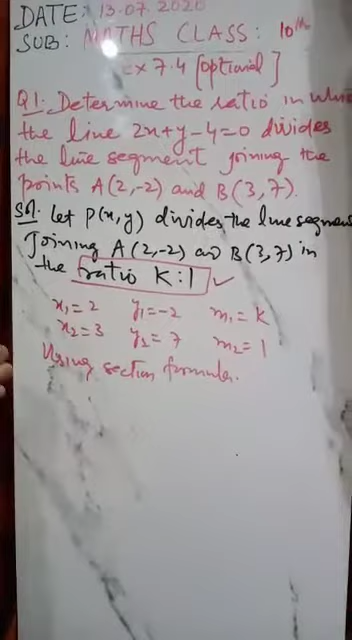 DATE: 13.07.2020
SUB: MATHS CLASS: 10th
Ex 7.4 [optional]
Q1. Determine the ratio in which
the line 2x+y-4=0 divides
the line segment joining the
points A(2,-2) and B(3,7).
Sol. Let P(x,y) divides the line segment
Joining A(2,-2) and B(3,7) in
the ratio K:1 ✓
x₁=2 y₁=-2 m₁=K
x₂=3 y₂=7 m₂=1
Using section formula.